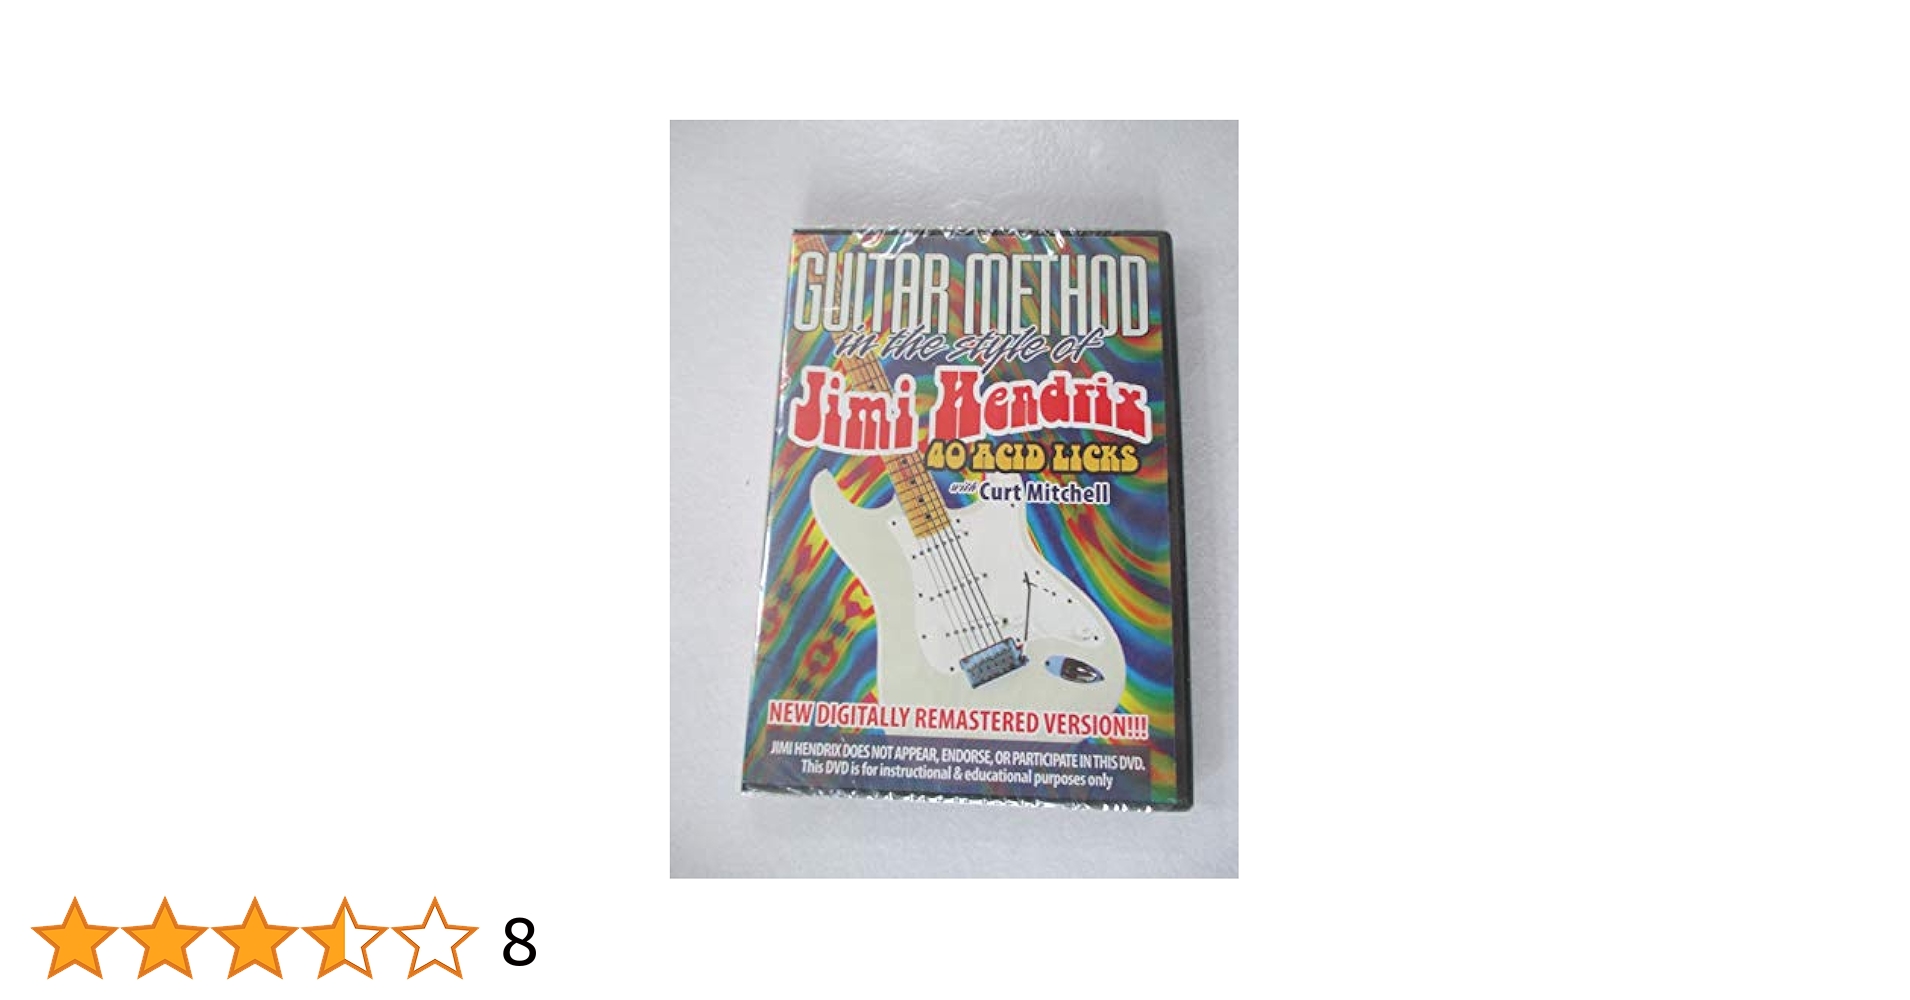 GUITAR METHOD
in the style of
Jimi Hendrix
40 ACID LICKS
with Curt Mitchell
NEW DIGITALLY REMASTERED VERSION!!!
JIMI HENDRIX DOES NOT APPEAR, ENDORSE, OR PARTICIPATE IN THIS DVD.
This DVD is for instructional & educational purposes only
8